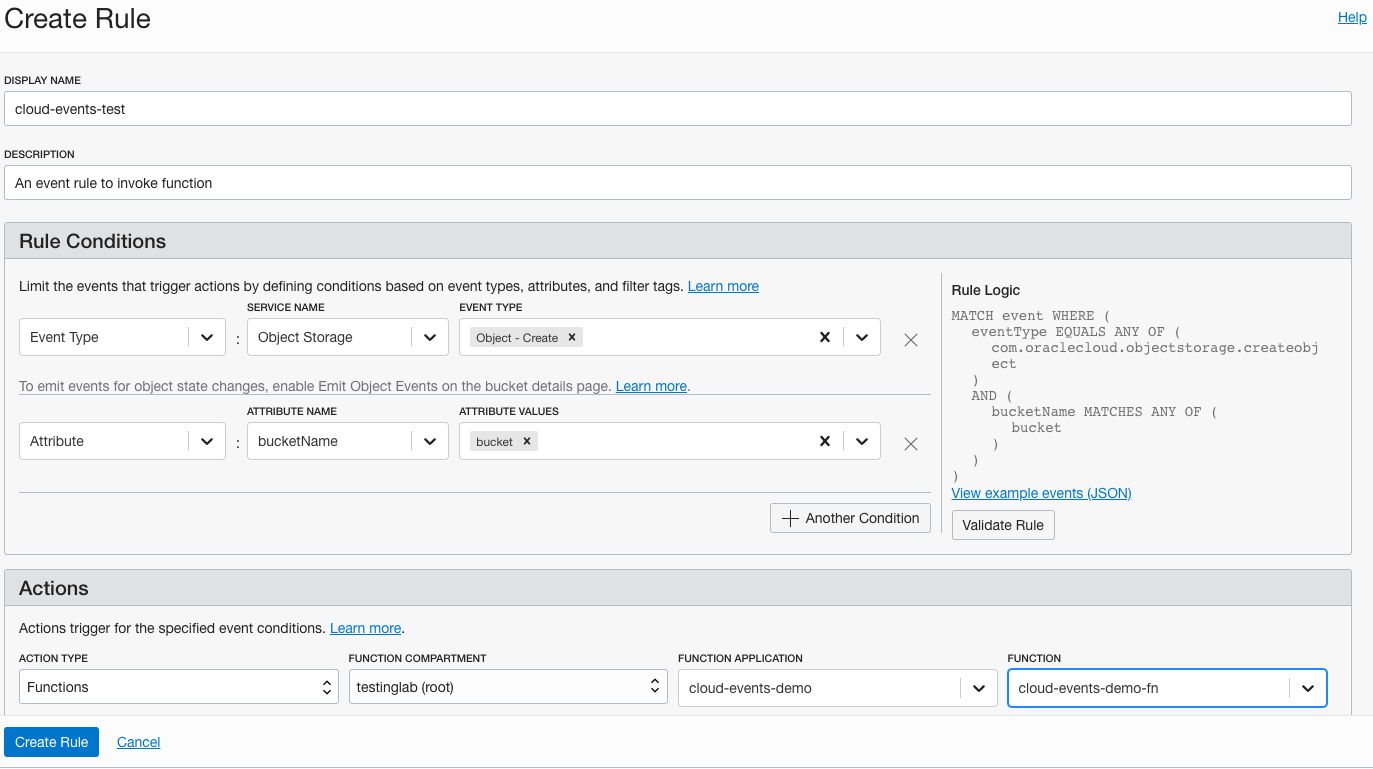 Create Rule
Help
DISPLAY NAME
cloud-events-test
DESCRIPTION
An event rule to invoke function
Rule Conditions
Limit the events that trigger actions by defining conditions based on event types, attributes, and filter tags. Learn more
SERVICE NAME EVENT TYPE
Event Type : Object Storage Object - Create
To emit events for object state changes, enable Emit Object Events on the bucket details page. Learn more.
ATTRIBUTE NAME ATTRIBUTE VALUES
Attribute : bucketName bucket
Another Condition
Rule Logic
MATCH event WHERE (
eventType EQUALS ANY OF (
com.oraclecloud.objectstorage.createobj
ect
)
AND (
bucketName MATCHES ANY OF (
bucket
)
)
)
View example events (JSON)
Validate Rule
Actions
Actions trigger for the specified event conditions. Learn more.
ACTION TYPE FUNCTION COMPARTMENT FUNCTION APPLICATION FUNCTION
Functions testinglab (root) cloud-events-demo cloud-events-demo-fn
Create Rule Cancel